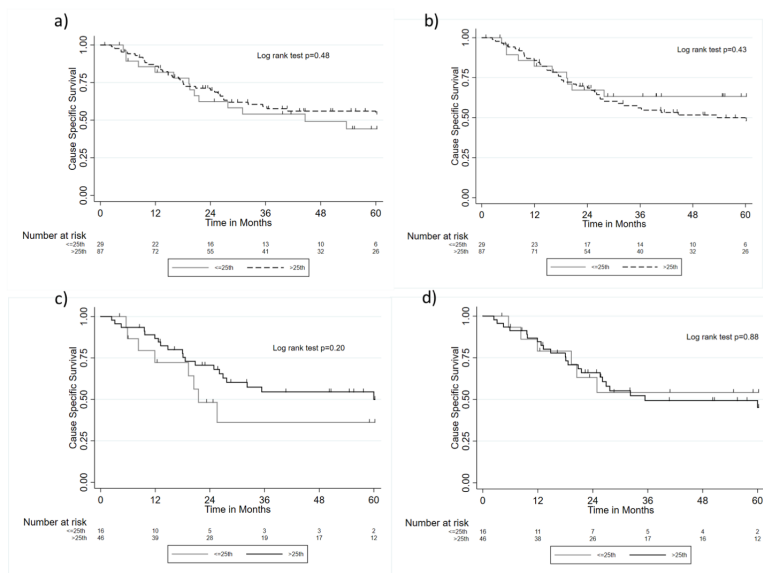 a)
Log rank test p=0.48
Cause Specific Survival
1.00
0.75
0.50
0.25
0.00
0 12 24 36 48 60
Time in Months
Number at risk
<=25th 29 22 16 13 10 6
>25th 87 72 55 41 32 26
<=25th >25th
b)
Log rank test p=0.43
Cause Specific Survival
1.00
0.75
0.50
0.25
0.00
0 12 24 36 48 60
Time in Months
Number at risk
<=25th 29 23 17 14 10 6
>25th 87 71 54 40 32 26
<=25th >25th
c)
Log rank test p=0.20
Cause Specific Survival
1.00
0.75
0.50
0.25
0.00
0 12 24 36 48 60
Time in Months
Number at risk
<=25th 16 10 5 3 3 2
>25th 46 39 28 19 17 12
<=25th >25th
d)
Log rank test p=0.88
Cause Specific Survival
1.00
0.75
0.50
0.25
0.00
0 12 24 36 48 60
Time in Months
Number at risk
<=25th 16 11 7 5 4 2
>25th 46 38 26 17 16 12
<=25th >25th